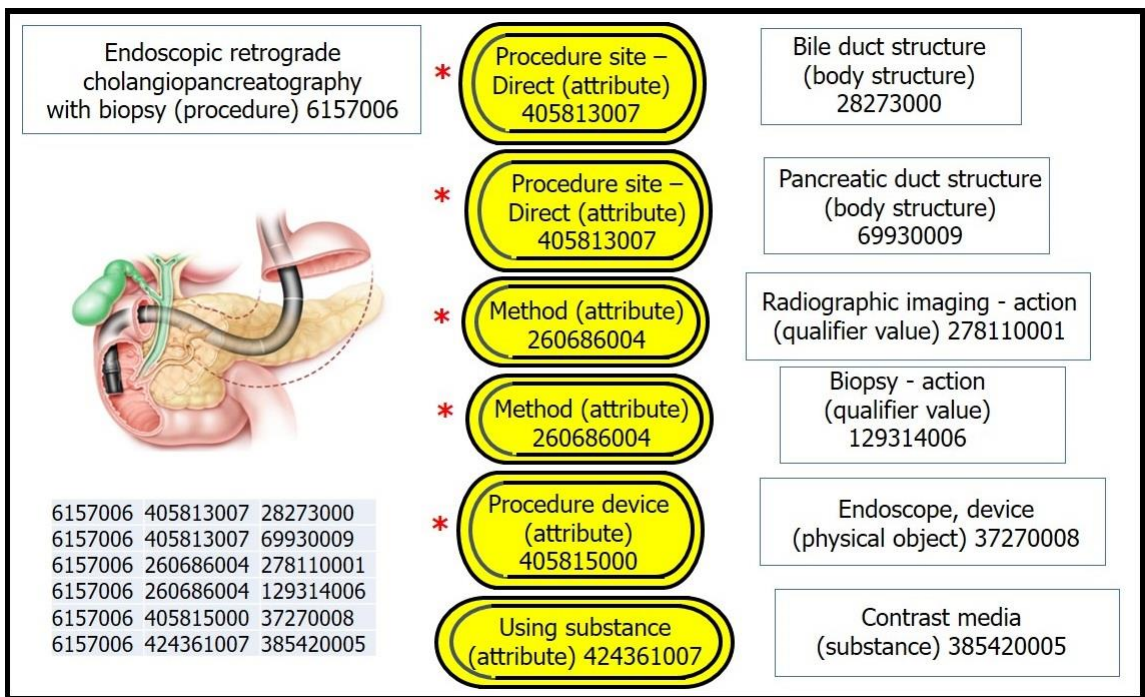 Endoscopic retrograde
cholangiopancreatography
with biopsy (procedure) 6157006
* Procedure site –
Direct (attribute)
405813007
Bile duct structure
(body structure)
28273000
* Procedure site –
Direct (attribute)
405813007
Pancreatic duct structure
(body structure)
69930009
* Method (attribute)
260686004
Radiographic imaging - action
(qualifier value) 278110001
* Method (attribute)
260686004
Biopsy - action
(qualifier value)
129314006
* Procedure device
(attribute)
405815000
Endoscope, device
(physical object) 37270008
Using substance
(attribute) 424361007
Contrast media
(substance) 385420005
6157006 405813007 28273000
6157006 405813007 69930009
6157006 260686004 278110001
6157006 260686004 129314006
6157006 405815000 37270008
6157006 424361007 385420005